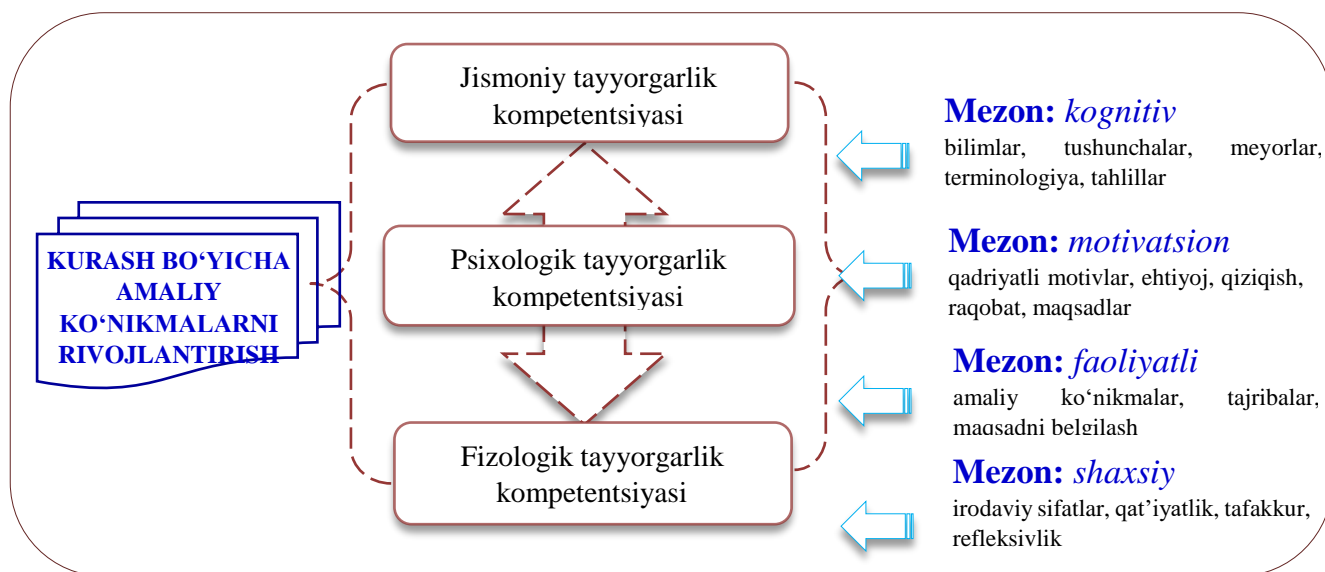 KURASH BO‘YICHA
AMALIY
KO‘NIKMALARNI
RIVOJLANTIRISH
Jismoniy tayyorgarlik
kompetentsiyasi
Psixologik tayyorgarlik
kompetentsiyasi
Fizologik tayyorgarlik
kompetentsiyasi
Mezon: kognitiv
bilimlar, tushunchalar, meyorlar,
terminologiya, tahlillar
Mezon: motivatsion
qadriyatli motivlar, ehtiyoj, qiziqish,
raqobat, maqsadlar
Mezon: faoliyatli
amaliy ko‘nikmalar, tajribalar,
maqsadni belgilash
Mezon: shaxsiy
irodaviy sifatlar, qat’iyatlik, tafakkur,
refleksivlik